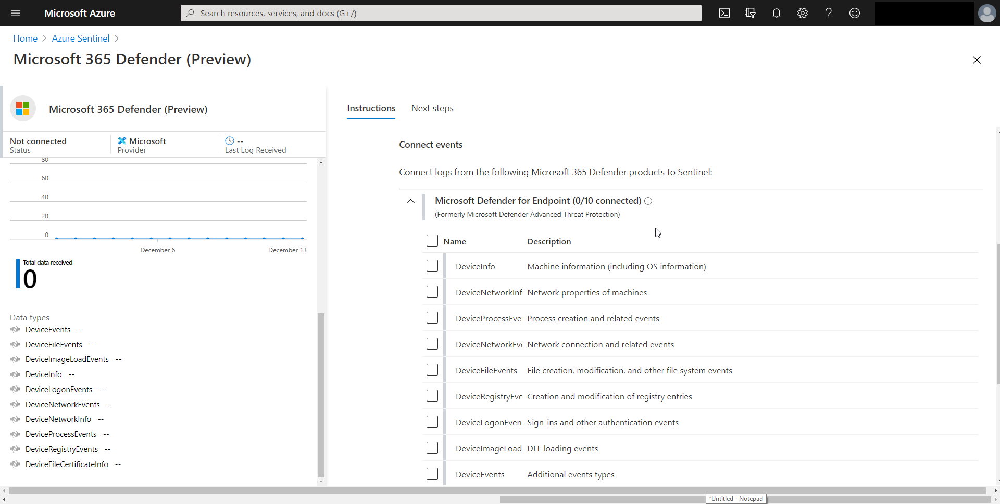 Microsoft Azure
Search resources, services, and docs (G+/)
Home > Azure Sentinel >
Microsoft 365 Defender (Preview)
Microsoft 365 Defender (Preview)
Not connected
Status
Microsoft
Provider
--
Last Log Received
80
60
40
20
0
December 6
December 13
Total data received
0
Data types
DeviceEvents --
DeviceFileEvents --
DeviceImageLoadEvents --
DeviceInfo --
DeviceLogonEvents --
DeviceNetworkEvents --
DeviceNetworkInfo --
DeviceProcessEvents --
DeviceRegistryEvents --
DeviceFileCertificateInfo --
Instructions
Next steps
Connect events
Connect logs from the following Microsoft 365 Defender products to Sentinel:
Microsoft Defender for Endpoint (0/10 connected)
(Formerly Microsoft Defender Advanced Threat Protection)
Name Description
DeviceInfo Machine information (including OS information)
DeviceNetworkInf Network properties of machines
DeviceProcessEve Process creation and related events
DeviceNetworkEve Network connection and related events
DeviceFileEvents File creation, modification, and other file system events
DeviceRegistryEve Creation and modification of registry entries
DeviceLogonEven Sign-ins and other authentication events
DeviceImageLoad DLL loading events
DeviceEvents Additional events types
*Untitled - Notepad